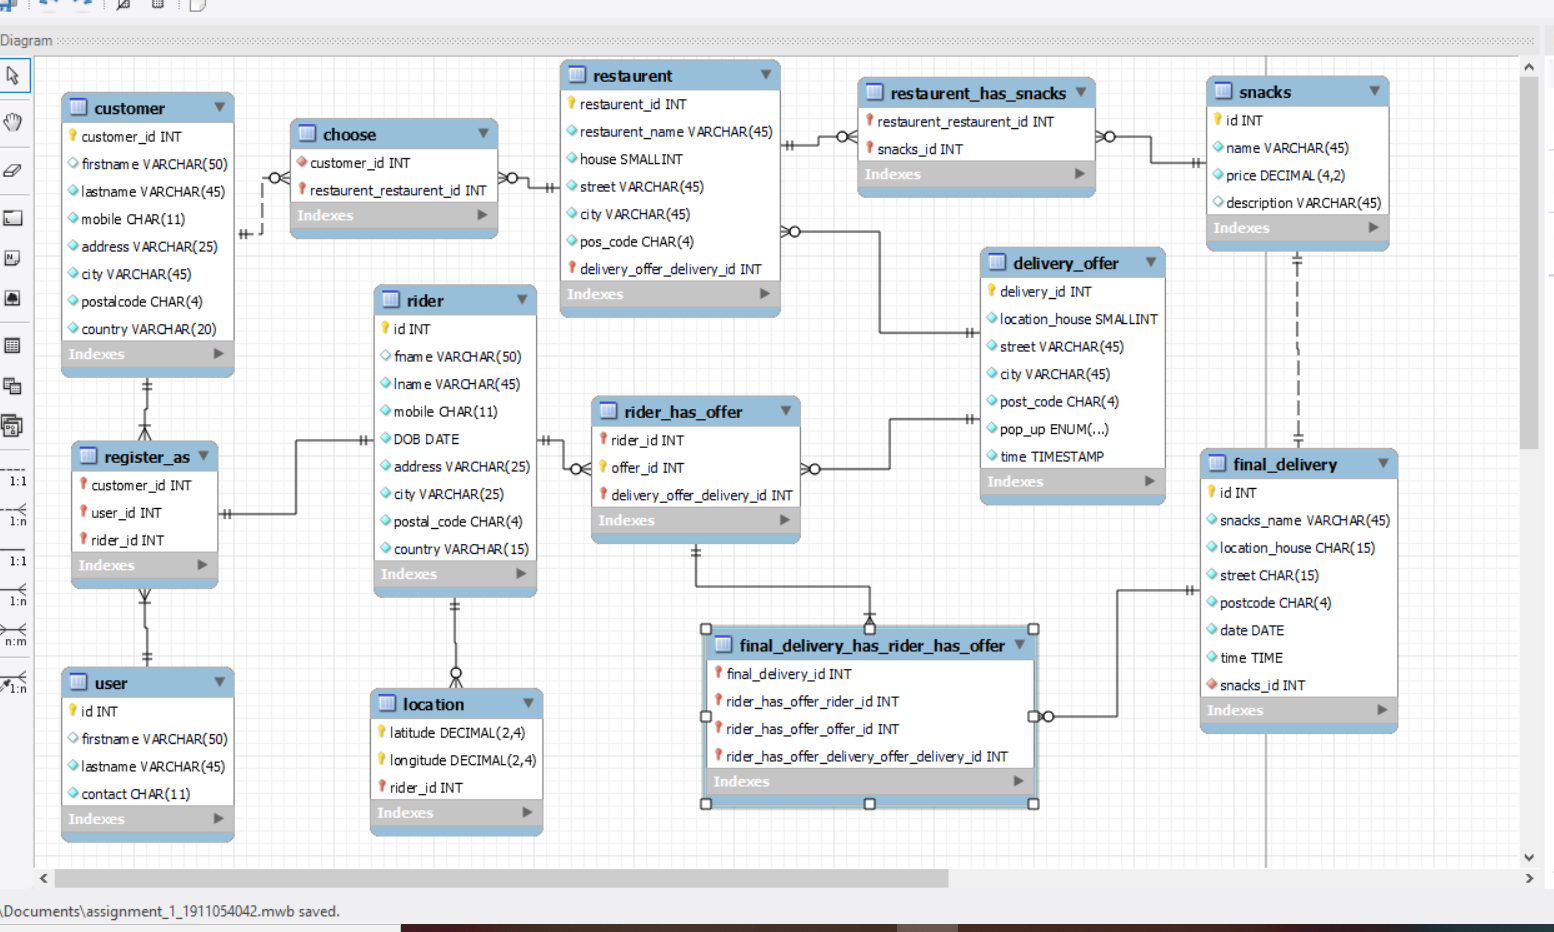 Diagram
customer
customer_id INT
firstname VARCHAR(50)
lastname VARCHAR(45)
mobile CHAR(11)
address VARCHAR(25)
city VARCHAR(45)
postalcode CHAR(4)
country VARCHAR(20)
Indexes
choose
customer_id INT
restaurent_restaurent_id INT
Indexes
restaurent
restaurent_id INT
restaurent_name VARCHAR(45)
house SMALLINT
street VARCHAR(45)
city VARCHAR(45)
pos_code CHAR(4)
delivery_offer_delivery_id INT
Indexes
restaurent_has_snacks
restaurent_restaurent_id INT
snacks_id INT
Indexes
snacks
id INT
name VARCHAR(45)
price DECIMAL(4,2)
description VARCHAR(45)
Indexes
rider
id INT
fname VARCHAR(50)
lname VARCHAR(45)
mobile CHAR(11)
DOB DATE
address VARCHAR(25)
city VARCHAR(25)
postal_code CHAR(4)
country VARCHAR(15)
Indexes
delivery_offer
delivery_id INT
location_house SMALLINT
street VARCHAR(45)
city VARCHAR(45)
post_code CHAR(4)
pop_up ENUM(...)
time TIMESTAMP
Indexes
rider_has_offer
rider_id INT
offer_id INT
delivery_offer_delivery_id INT
Indexes
register_as
customer_id INT
user_id INT
rider_id INT
Indexes
final_delivery
id INT
snacks_name VARCHAR(45)
location_house CHAR(15)
street CHAR(15)
postcode CHAR(4)
date DATE
time TIME
snacks_id INT
Indexes
user
id INT
firstname VARCHAR(50)
lastname VARCHAR(45)
contact CHAR(11)
Indexes
location
latitude DECIMAL(2,4)
longitude DECIMAL(2,4)
rider_id INT
Indexes
final_delivery_has_rider_has_offer
final_delivery_id INT
rider_has_offer_rider_id INT
rider_has_offer_offer_id INT
rider_has_offer_delivery_offer_delivery_id INT
Indexes
1:1
1:n
1:1
1:n
n:m
1:n
\Documents\assignment_1_1911054042.mwb saved.